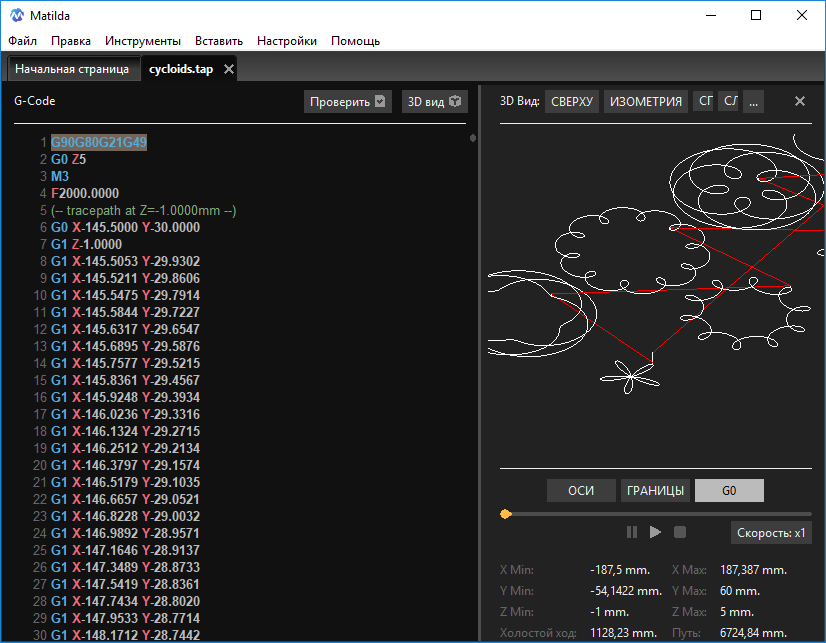 Matilda
Файл Правка Инструменты Вставить Настройки Помощь
Начальная страница cycloids.tap
G-Code Проверить 3D вид
1 G90G80G21G49
2 G0 Z5
3 M3
4 F2000.0000
5 (-- tracepath at Z=-1.0000mm --)
6 G0 X-145.5000 Y-30.0000
7 G1 Z-1.0000
8 G1 X-145.5053 Y-29.9302
9 G1 X-145.5211 Y-29.8606
10 G1 X-145.5475 Y-29.7914
11 G1 X-145.5844 Y-29.7227
12 G1 X-145.6317 Y-29.6547
13 G1 X-145.6895 Y-29.5876
14 G1 X-145.7577 Y-29.5215
15 G1 X-145.8361 Y-29.4567
16 G1 X-145.9248 Y-29.3934
17 G1 X-146.0236 Y-29.3316
18 G1 X-146.1324 Y-29.2715
19 G1 X-146.2512 Y-29.2134
20 G1 X-146.3797 Y-29.1574
21 G1 X-146.5179 Y-29.1035
22 G1 X-146.6657 Y-29.0521
23 G1 X-146.8228 Y-29.0032
24 G1 X-146.9892 Y-28.9571
25 G1 X-147.1646 Y-28.9137
26 G1 X-147.3489 Y-28.8733
27 G1 X-147.5419 Y-28.8361
28 G1 X-147.7434 Y-28.8020
29 G1 X-147.9533 Y-28.7714
30 G1 X-148.1712 Y-28.7442
3D Вид: СВЕРХУ ИЗОМЕТРИЯ СГ СЛ ...
ОСИ ГРАНИЦЫ G0
Скорость: x1
X Min: -187,5 mm. X Max: 187,387 mm.
Y Min: -54,1422 mm. Y Max: 60 mm.
Z Min: -1 mm. Z Max: 5 mm.
Холостой ход: 1128,23 mm. Путь: 6724,84 mm.